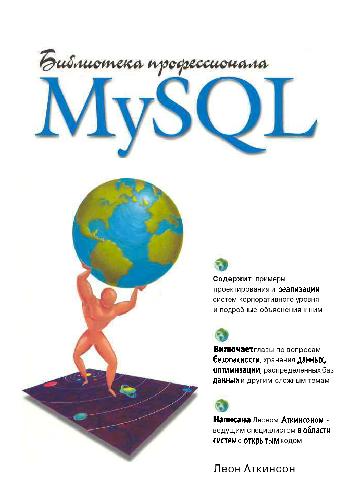 Библиотека профессионала
MySQL
Содержит примеры
проектирования и реализации
систем корпоративного уровня
и подробные объяснения к ним
Включает главы по вопросам
безопасности, хранения данных,
оптимизации, распределенных баз
данных и другим сложным темам
Написана Леоном Аткинсоном -
ведущим специалистом в области
систем с открытым кодом
Леон Аткинсон